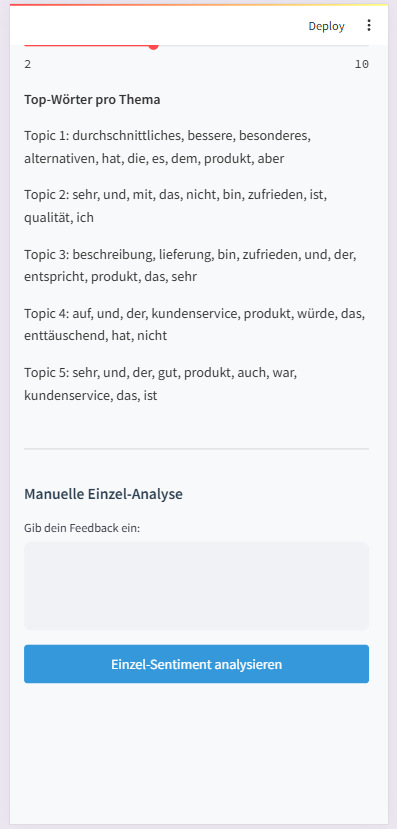 Deploy
2 10
Top-Wörter pro Thema
Topic 1: durchschnittliches, bessere, besonderes,
alternativen, hat, die, es, dem, produkt, aber
Topic 2: sehr, und, mit, das, nicht, bin, zufrieden, ist,
qualität, ich
Topic 3: beschreibung, lieferung, bin, zufrieden, und, der,
entspricht, produkt, das, sehr
Topic 4: auf, und, der, kundenservice, produkt, würde, das,
enttäuschend, hat, nicht
Topic 5: sehr, und, der, gut, produkt, auch, war,
kundenservice, das, ist
Manuelle Einzel-Analyse
Gib dein Feedback ein:
Einzel-Sentiment analysieren